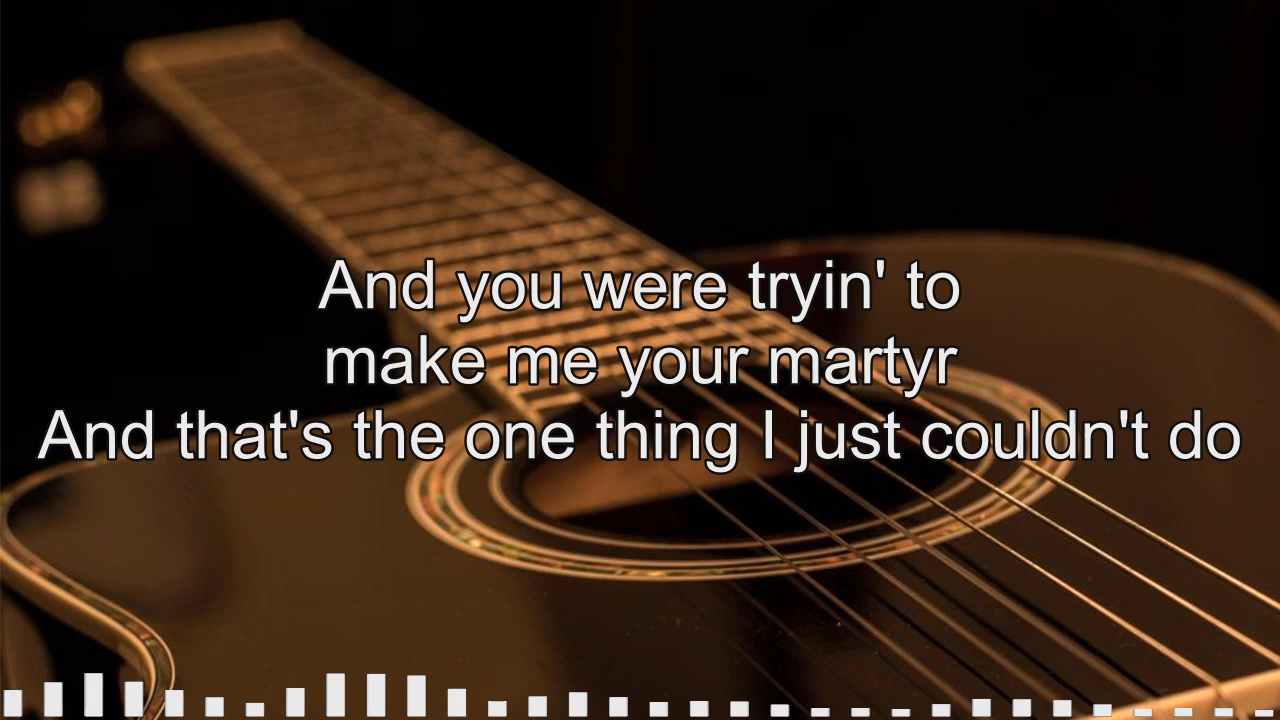 And you were tryin' to
make me your martyr
And that's the one thing I just couldn't do